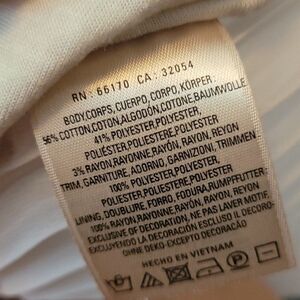 RN: 66170 CA: 32054
BODY, CORPS, CUERPO, CORPO, KÖRPER:
56% COTTON, COTON, ALGODON, COTONE, BAUMWOLLE
41% POLYESTER, POLYESTER,
POLIÉSTER, POLIESTERE, POLYESTER
3% RAYON, RAYONNE, RAYÓN, RAYON, REYON
TRIM, GARNITURE, ADORNO, GARNIZIONI, TRIMMEN:
100% POLYESTER, POLYESTER,
POLIÉSTER, POLIESTERE, POLYESTER
LINING, DOUBLURE, FORRO, FODURA, RUMPFFUTTER:
100% RAYON, RAYONNE, RAYÓN, RAYON, REYON
EXCLUSIVE OF DECORATION, NE PAS LAVER MOTIF,
EXCLUYENDO LA DECORACIÓN, ESCLUSO IL DECORO,
OHNE DEKO-EXCEPTO DECORAÇÃO
HECHO EN VIETNAM